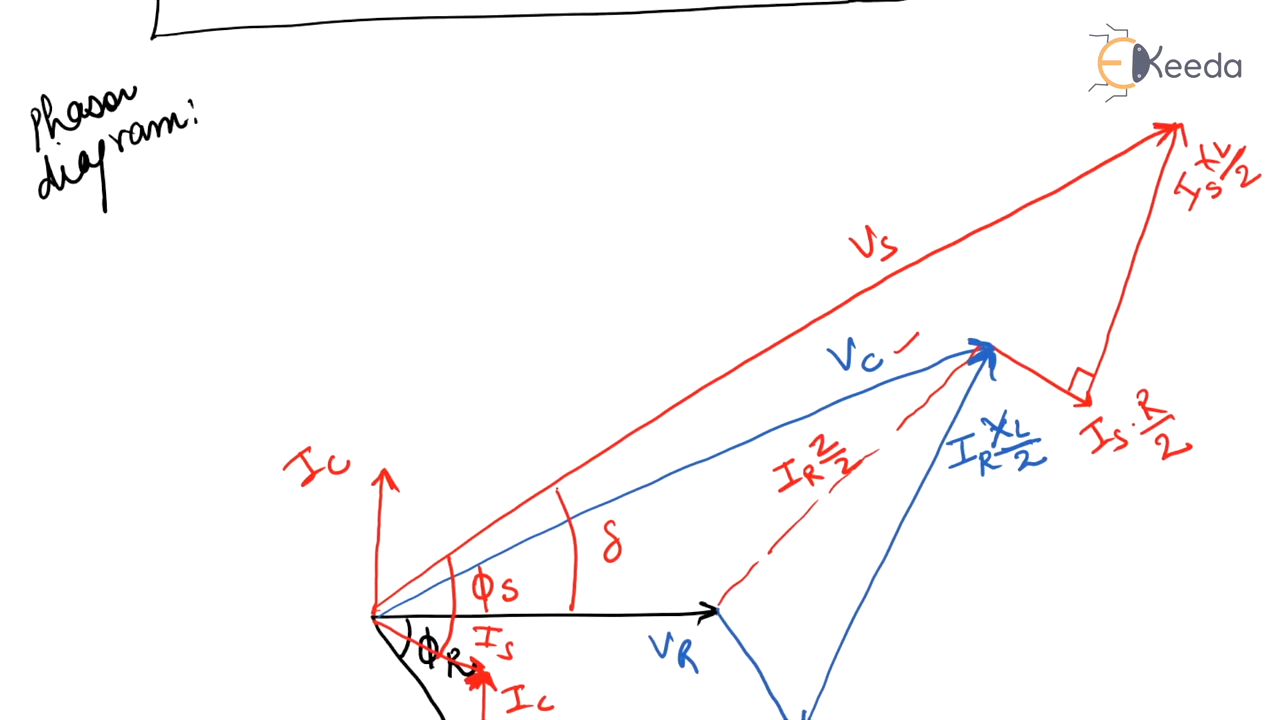 EKeeda
Phasor
diagram:
Vs
Is XL/2
Vc
IR Z/2
IR XL/2
Is . R/2
Ic
δ
ϕs
ϕR
Is
VR
Ic